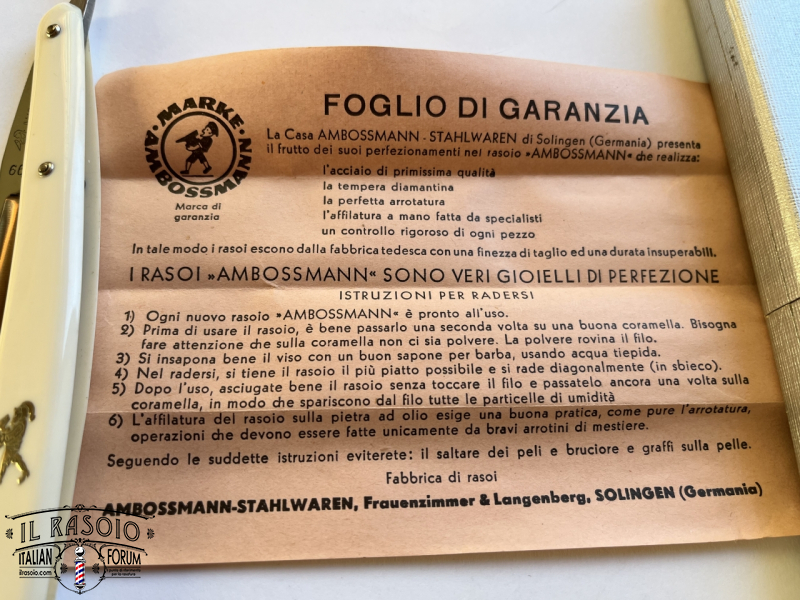 MARKE
AMBOSSMANN
Marca di
garanzia
FOGLIO DI GARANZIA
La Casa AMBOSSMANN - STAHLWAREN di Solingen (Germania) presenta
il frutto dei suoi perfezionamenti nei rasoio »AMBOSSMANN« che realizza:
l'acciaio di primissima qualità
la tempera diamantina
la perfetta arrotatura
l'affilatura a mano fatta da specialisti
un controllo rigoroso di ogni pezzo
In tale modo i rasoi escono dalla fabbrica tedesca con una finezza di taglio ed una durata insuperabili.
I RASOI »AMBOSSMANN« SONO VERI GIOIELLI DI PERFEZIONE
ISTRUZIONI PER RADERSI
1) Ogni nuovo rasoio »AMBOSSMANN« è pronto all'uso.
2) Prima di usare il rasoio, è bene passarlo una seconda volta su una buona coramella. Bisogna
fare attenzione che sulla coramella non ci sia polvere. La polvere rovina il filo.
3) Si insapona bene il viso con un buon sapone per barba, usando acqua tiepida.
4) Nel radersi, si tiene il rasoio il più piatto possibile e si rade diagonalmente (in sbieco).
5) Dopo l'uso, asciugate bene il rasoio senza toccare il filo e passatelo ancora una volta sulla
coramella, in modo che spariscono dal filo tutte le particelle di umidità
6) L'affilatura del rasoio sulla pietra ad olio esige una buona pratica, come pure l'arrotatura,
operazioni che devono essere fatte unicamente da bravi arrotini di mestiere.
Seguendo le suddette istruzioni eviterete: il saltare dei peli e bruciore e graffi sulla pelle.
Fabbrica di rasoi
AMBOSSMANN-STAHLWAREN, Frauenzimmer & Langenberg, SOLINGEN (Germania)
IL RASOIO
ITALIAN FORUM
ilrasoio.com